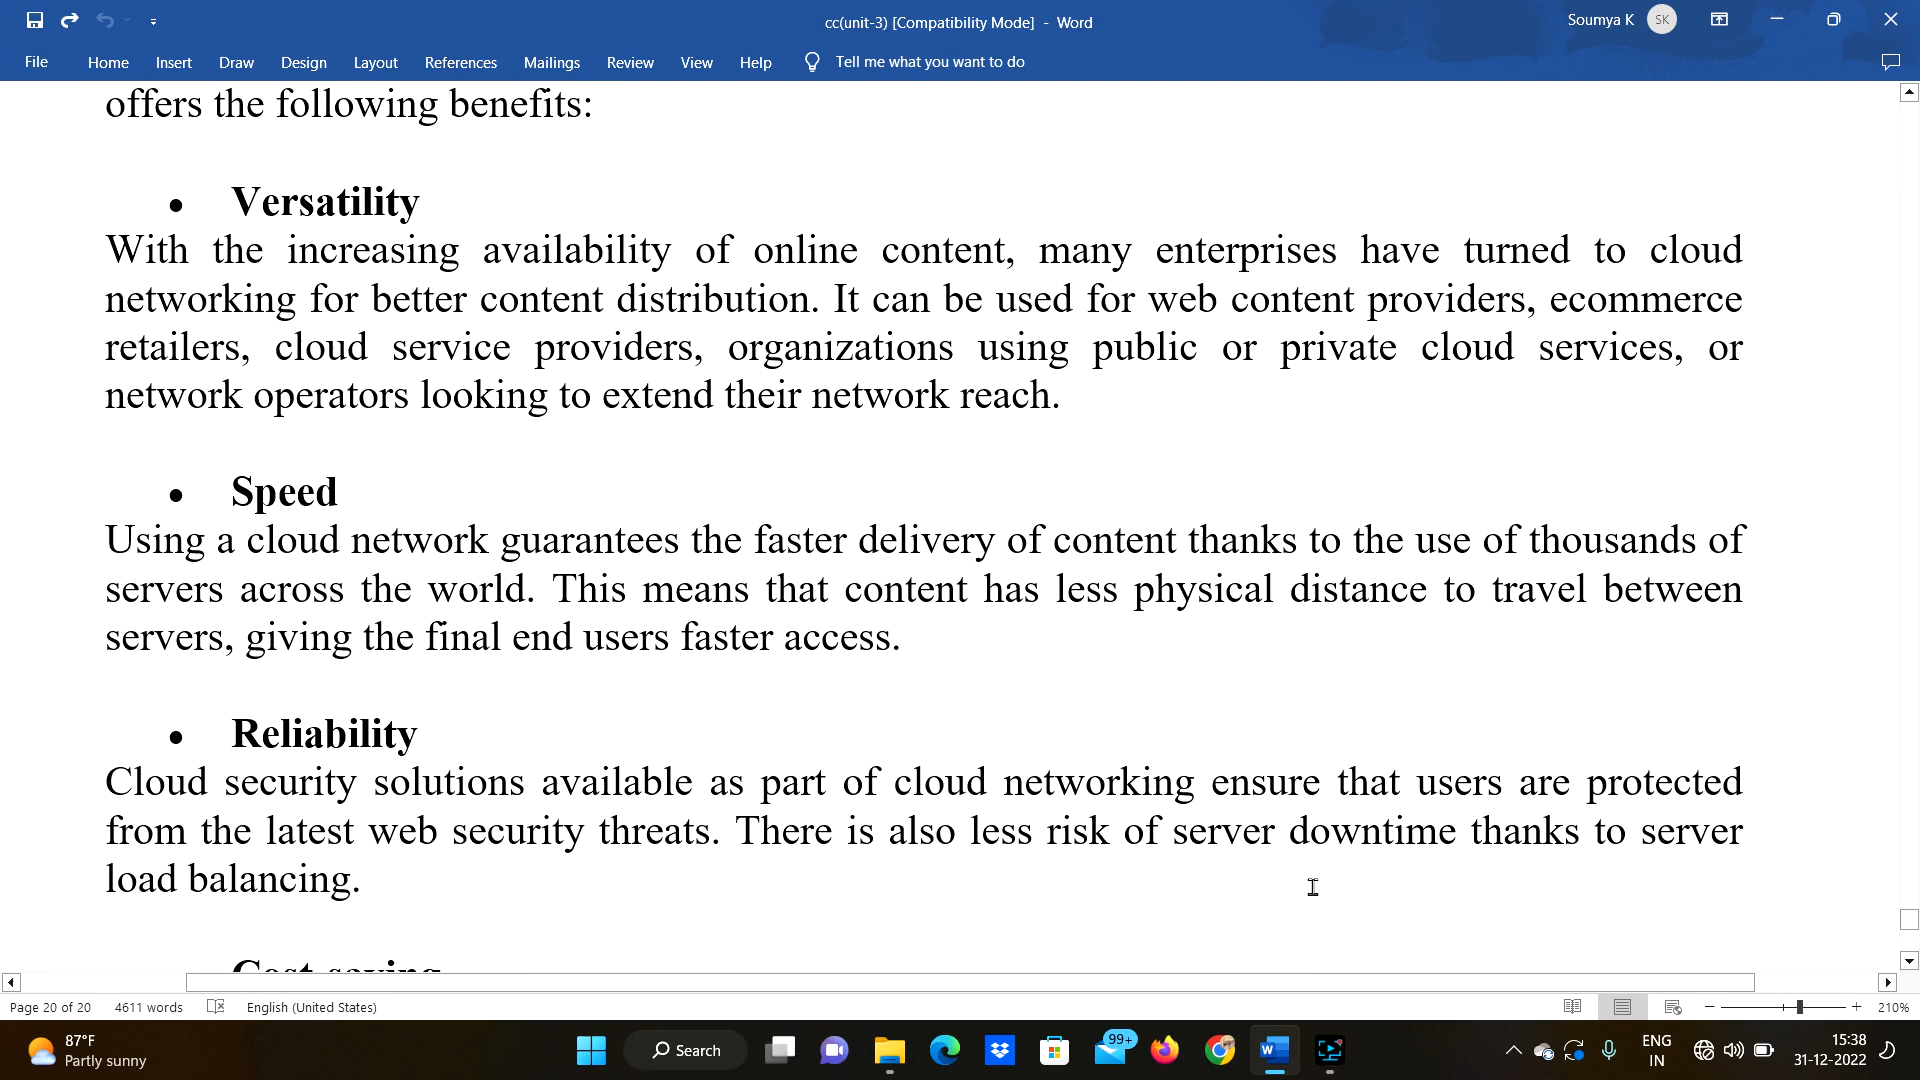 cc(unit-3) [Compatibility Mode] - Word
Soumya K
SK
File Home Insert Draw Design Layout References Mailings Review View Help Tell me what you want to do
offers the following benefits:
• Versatility
With the increasing availability of online content, many enterprises have turned to cloud
networking for better content distribution. It can be used for web content providers, ecommerce
retailers, cloud service providers, organizations using public or private cloud services, or
network operators looking to extend their network reach.
• Speed
Using a cloud network guarantees the faster delivery of content thanks to the use of thousands of
servers across the world. This means that content has less physical distance to travel between
servers, giving the final end users faster access.
• Reliability
Cloud security solutions available as part of cloud networking ensure that users are protected
from the latest web security threats. There is also less risk of server downtime thanks to server
load balancing.
Cost saving
Page 20 of 20 4611 words English (United States) 210%
87°F
Partly sunny
Search
99+
ENG
IN
15:38
31-12-2022